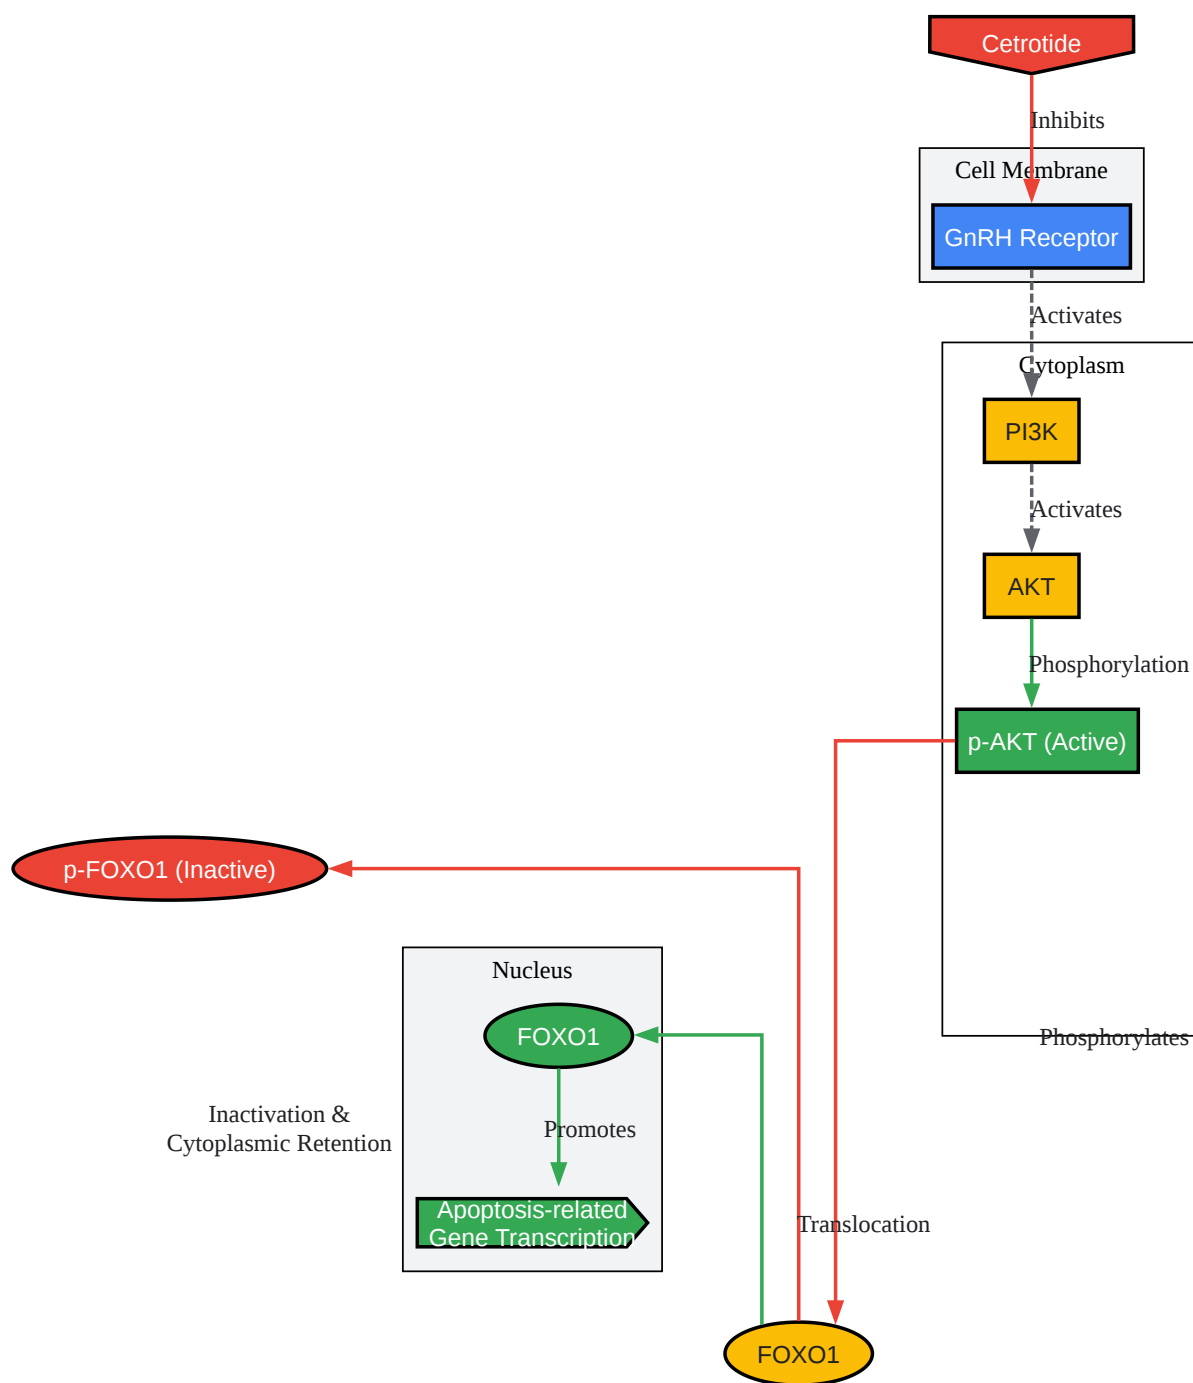 Cetrotide
Inhibits
Cell Membrane
GnRH Receptor
Activates
Cytoplasm
PI3K
Activates
AKT
Phosphorylation
p-AKT (Active)
p-FOXO1 (Inactive)
Nucleus
FOXO1
Phosphorylates
Inactivation &
Cytoplasmic Retention
Promotes
Apoptosis-related
Gene Transcription
Translocation
FOXO1